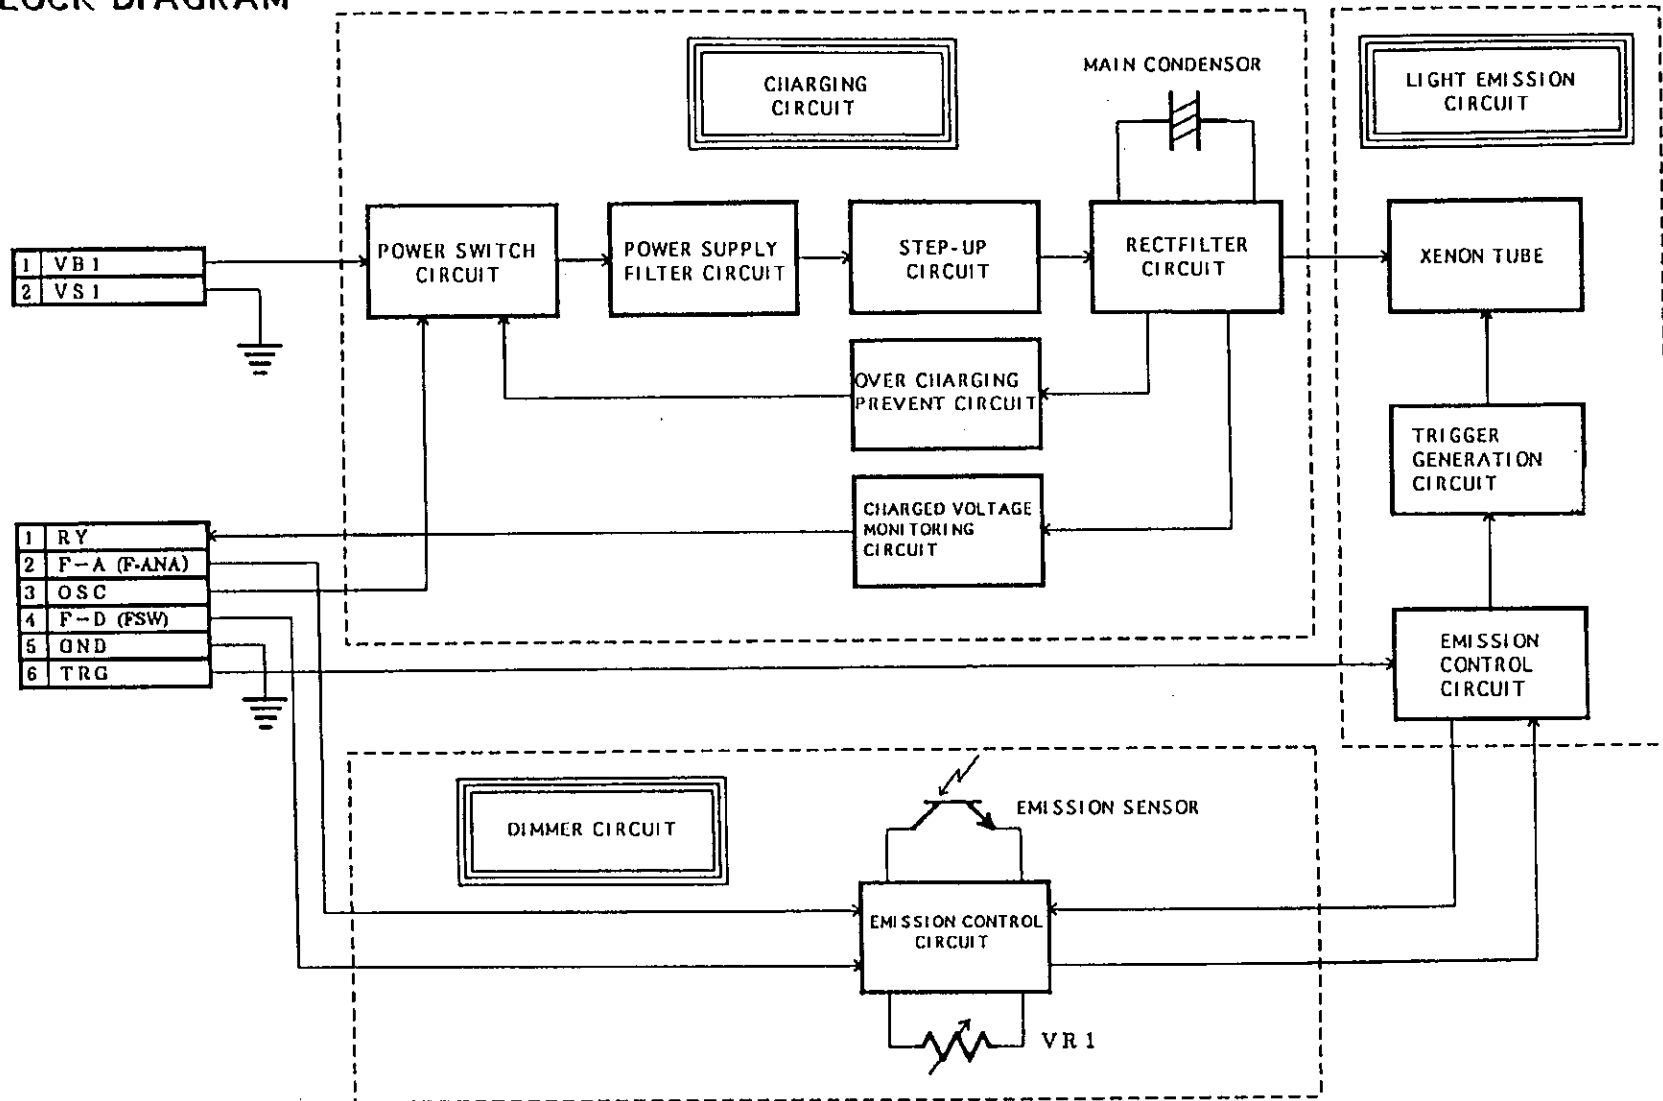 BLOCK DIAGRAM
CHARGING
CIRCUIT
MAIN CONDENSOR
LIGHT EMISSION
CIRCUIT
1 VB1
2 VS1
POWER SWITCH
CIRCUIT
POWER SUPPLY
FILTER CIRCUIT
STEP-UP
CIRCUIT
RECTFILTER
CIRCUIT
XENON TUBE
OVER CHARGING
PREVENT CIRCUIT
TRIGGER
GENERATION
CIRCUIT
CHARGED VOLTAGE
MONITORING
CIRCUIT
1 RY
2 F-A (F-ANA)
3 OSC
4 F-D (FSW)
5 GND
6 TRG
EMISSION
CONTROL
CIRCUIT
DIMMER CIRCUIT
EMISSION SENSOR
EMISSION CONTROL
CIRCUIT
VR1